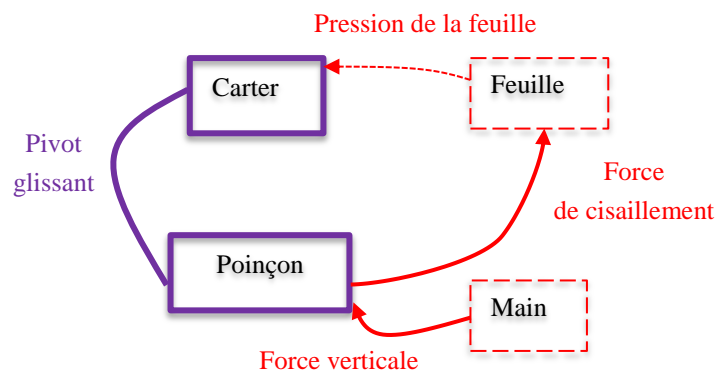 Pression de la feuille
Carter
Feuille
Pivot
glissant
Force
de cisaillement
Poinçon
Main
Force verticale